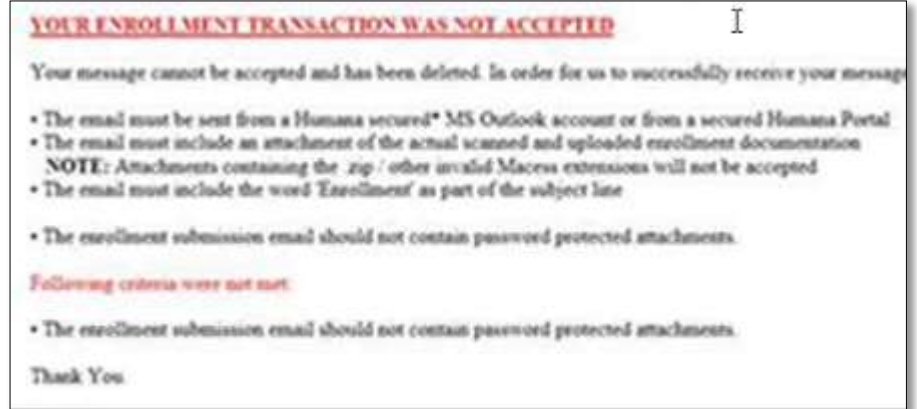 YOUR ENROLLMENT TRANSACTION WAS NOT ACCEPTED
Your message cannot be accepted and has been deleted. In order for us to successfully receive your message
• The email must be sent from a Humana secured* MS Outlook account or from a secured Humana Portal
• The email must include an attachment of the actual scanned and uploaded enrollment documentation
NOTE: Attachments containing the .zip / other invalid Macess extensions will not be accepted
• The email must include the word 'Enrollment' as part of the subject line
• The enrollment submission email should not contain password protected attachments.
Following criteria were not met:
• The enrollment submission email should not contain password protected attachments.
Thank You.